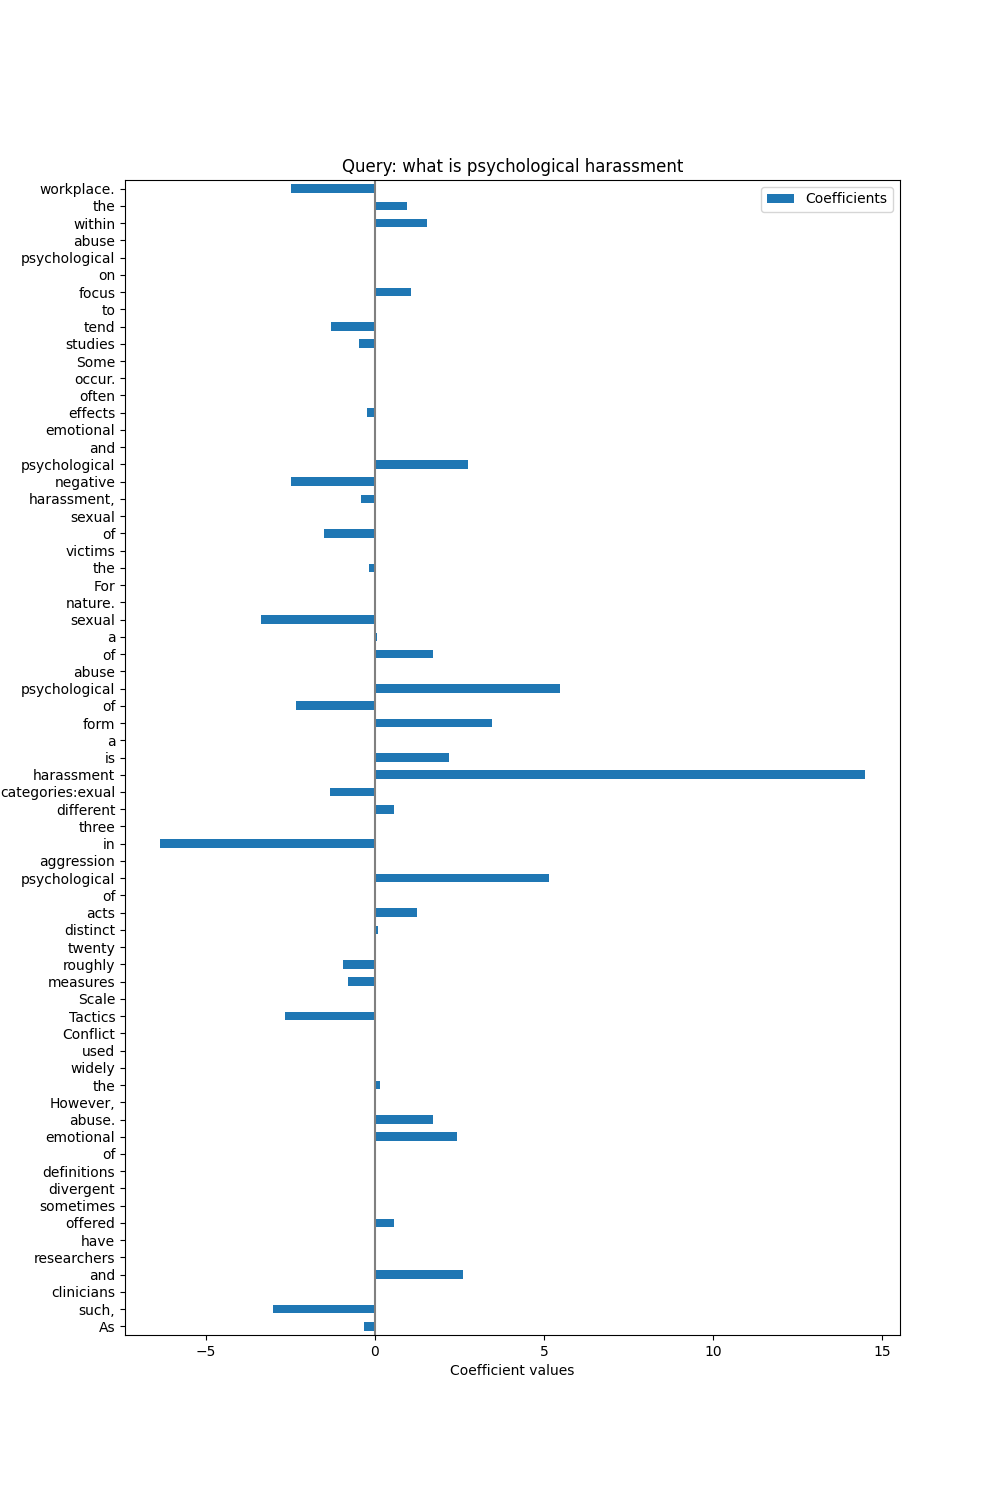 Query: what is psychological harassment
Coefficients
workplace.
the
within
abuse
psychological
on
focus
to
tend
studies
Some
occur.
often
effects
emotional
and
psychological
negative
harassment,
sexual
of
victims
the
For
nature.
sexual
a
of
abuse
psychological
of
form
a
is
harassment
categories:exual
different
three
in
aggression
psychological
of
acts
distinct
twenty
roughly
measures
Scale
Tactics
Conflict
used
widely
the
However,
abuse.
emotional
of
definitions
divergent
sometimes
offered
have
researchers
and
clinicians
such,
As
−5 0 5 10 15
Coefficient values